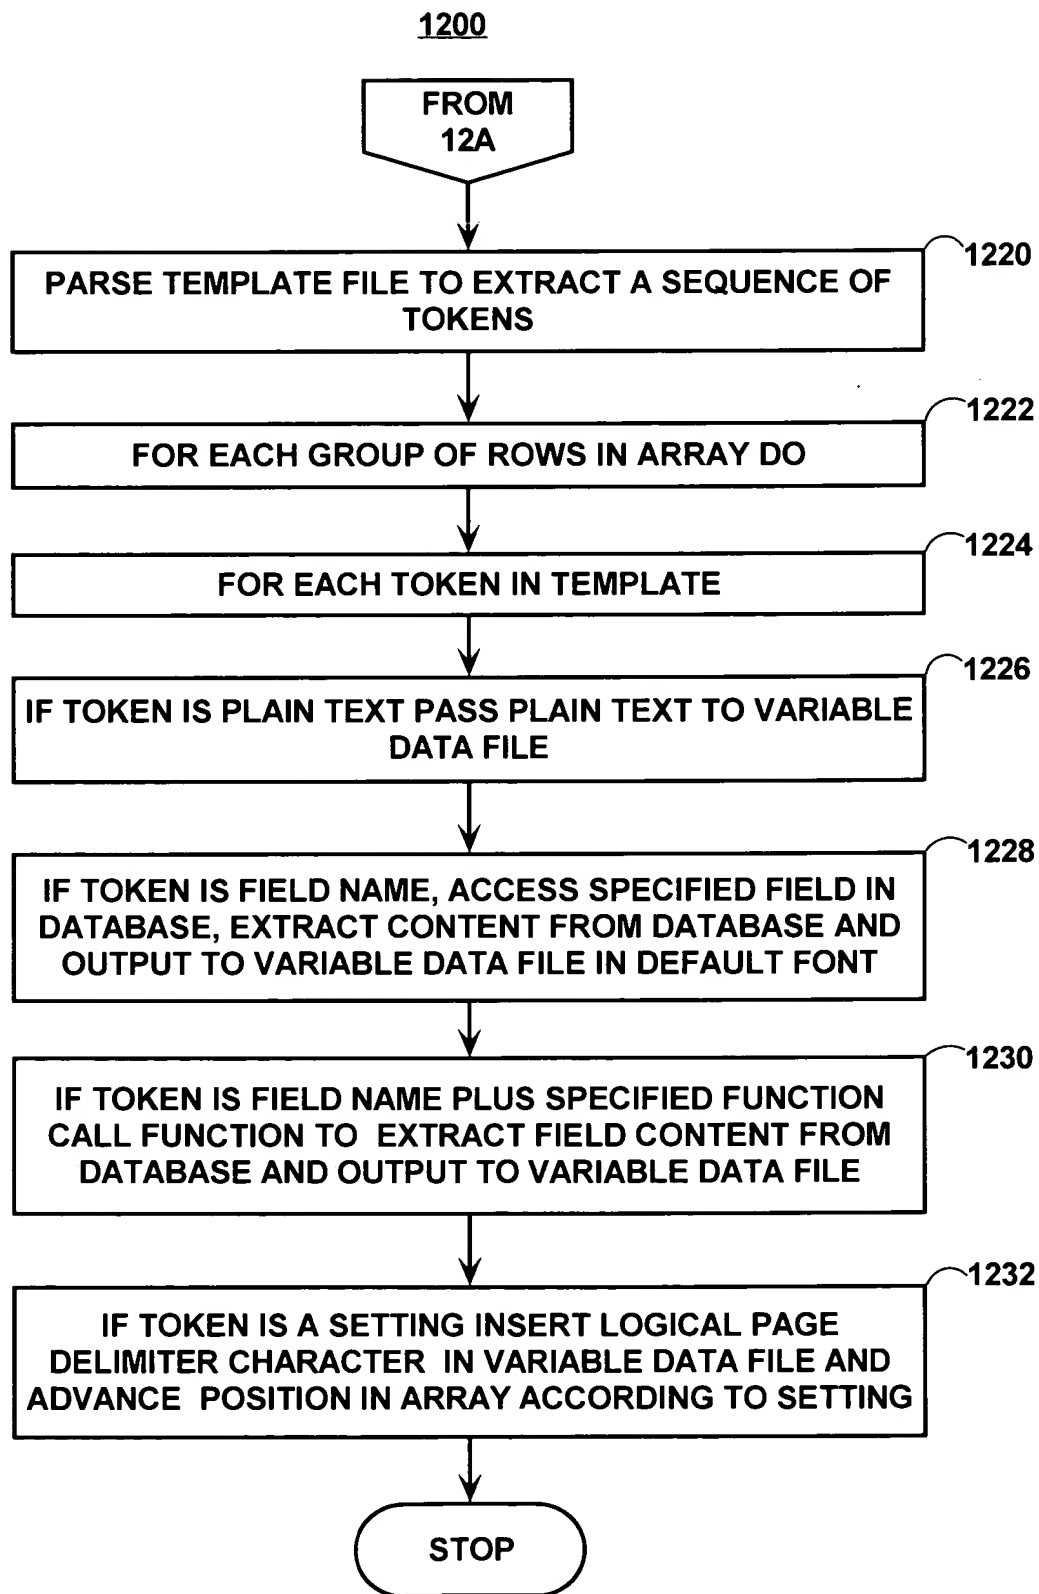 1200
FROM
12A
1220
PARSE TEMPLATE FILE TO EXTRACT A SEQUENCE OF
TOKENS
1222
FOR EACH GROUP OF ROWS IN ARRAY DO
1224
FOR EACH TOKEN IN TEMPLATE
1226
IF TOKEN IS PLAIN TEXT PASS PLAIN TEXT TO VARIABLE
DATA FILE
1228
IF TOKEN IS FIELD NAME, ACCESS SPECIFIED FIELD IN
DATABASE, EXTRACT CONTENT FROM DATABASE AND
OUTPUT TO VARIABLE DATA FILE IN DEFAULT FONT
1230
IF TOKEN IS FIELD NAME PLUS SPECIFIED FUNCTION
CALL FUNCTION TO EXTRACT FIELD CONTENT FROM
DATABASE AND OUTPUT TO VARIABLE DATA FILE
1232
IF TOKEN IS A SETTING INSERT LOGICAL PAGE
DELIMITER CHARACTER IN VARIABLE DATA FILE AND
ADVANCE POSITION IN ARRAY ACCORDING TO SETTING
STOP